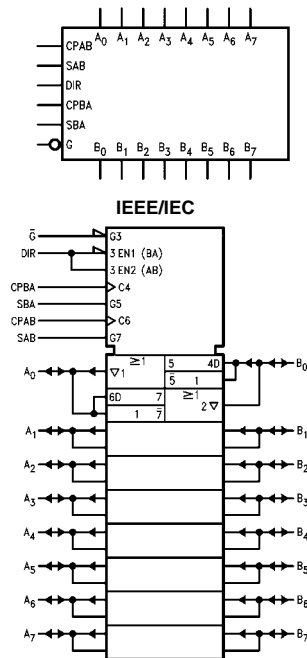 A0 A1 A2 A3 A4 A5 A6 A7
CPAB
SAB
DIR
CPBA
SBA
G
B0 B1 B2 B3 B4 B5 B6 B7
IEEE/IEC
G̅ G3
DIR 3 EN1 (BA)
3 EN2 (AB)
CPBA C4
SBA G5
CPAB C6
SAB G7
A0 ▽1 ≥1 5 4D B0
5̅ 1
6D 7 ≥1
1 7̅ 2▽
A1 B1
A2 B2
A3 B3
A4 B4
A5 B5
A6 B6
A7 B7